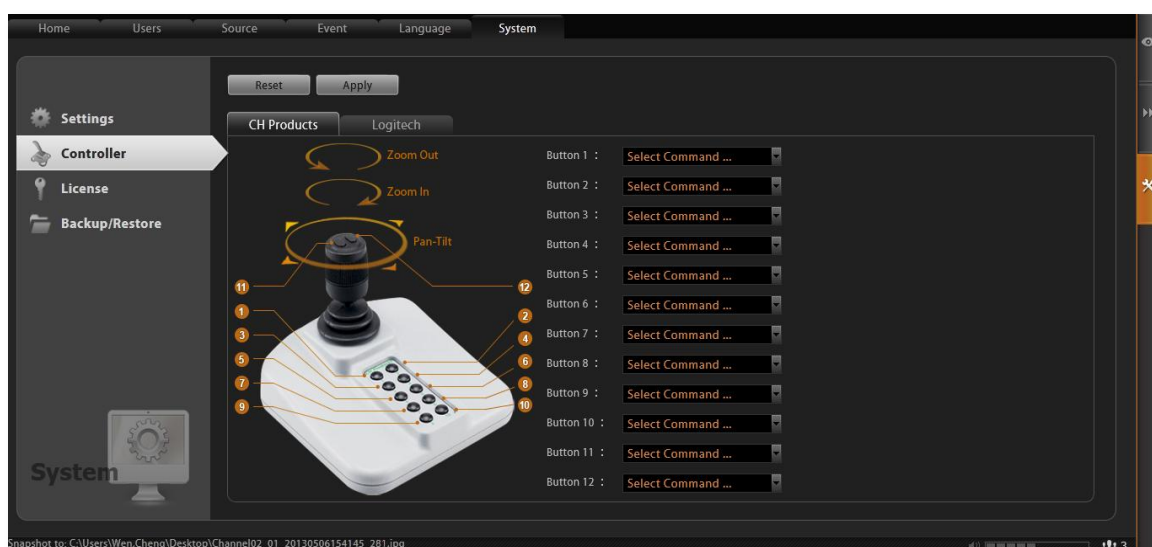 Home Users Source Event Language System
Reset Apply
Settings
Controller
License
Backup/Restore
System
CH Products Logitech
Zoom Out
Zoom In
Pan-Tilt
11
12
1
2
3
4
5
6
7
8
9
10
Button 1 : Select Command ...
Button 2 : Select Command ...
Button 3 : Select Command ...
Button 4 : Select Command ...
Button 5 : Select Command ...
Button 6 : Select Command ...
Button 7 : Select Command ...
Button 8 : Select Command ...
Button 9 : Select Command ...
Button 10 : Select Command ...
Button 11 : Select Command ...
Button 12 : Select Command ...
Snapshot to: C:\Users\Wen.Cheng\Desktop\Channel02_01_20130506154145_281.jpg
3